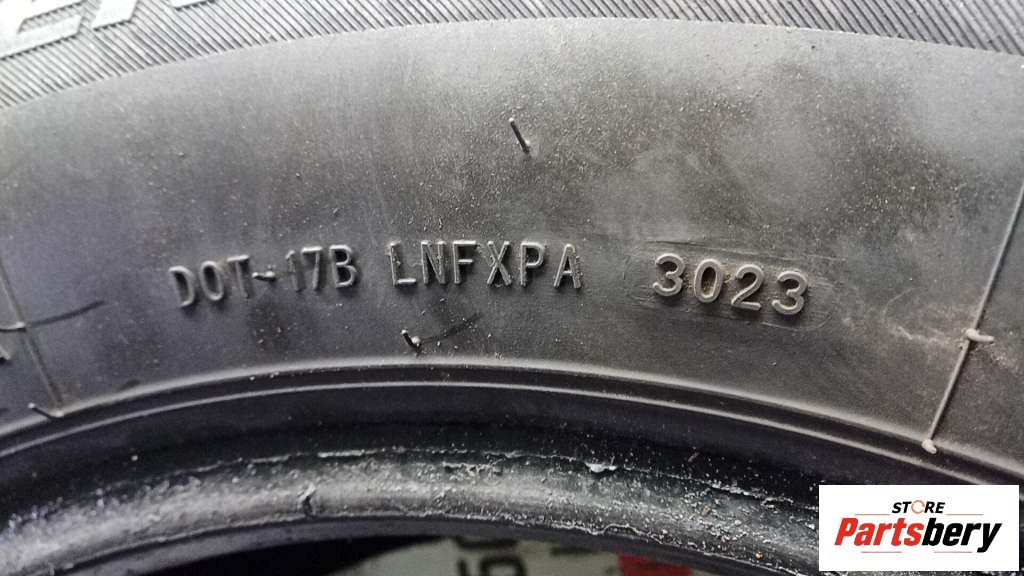 DOT-17B LNFXPA 3023
STORE
Partsbery